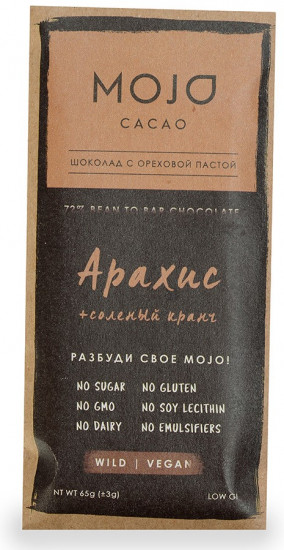 MOJO
CACAO
ШОКОЛАД С ОРЕХОВОЙ ПАСТОЙ
72% BEAN TO BAR CHOCOLATE
Арахис
+соленый кранч
РАЗБУДИ СВОЕ MOJO!
NO SUGAR NO GLUTEN
NO GMO NO SOY LECITHIN
NO DAIRY NO EMULSIFIERS
WILD | VEGAN
NT WT 65g (±3g) LOW GI